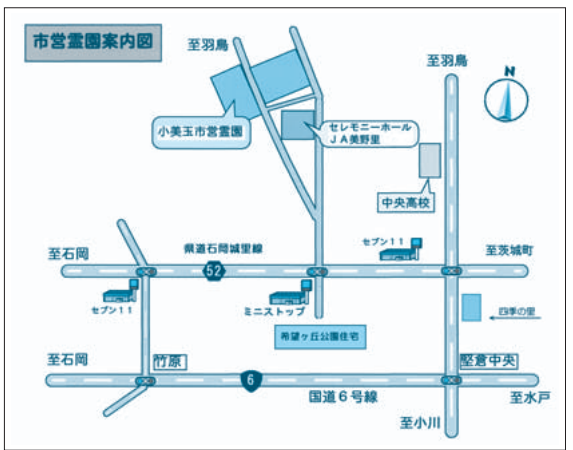 市営霊園案内図
至羽鳥
至羽鳥
N
小美玉市営霊園
セレモニーホール
JA美野里
中央高校
至石岡
県道石岡城里線
52
セブン11
至茨城町
セブン11
ミニストップ
四季の里
希望ヶ丘公園住宅
至石岡
竹原
6
国道6号線
堅倉中央
至水戸
至小川